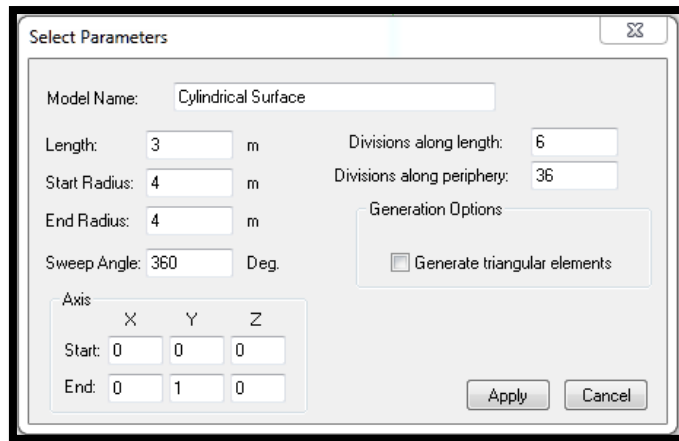 Select Parameters
Model Name: Cylindrical Surface
Length: 3 m
Divisions along length: 6
Start Radius: 4 m
Divisions along periphery: 36
End Radius: 4 m
Generation Options
Sweep Angle: 360 Deg.
Generate triangular elements
Axis
X Y Z
Start: 0 0 0
End: 0 1 0
Apply Cancel